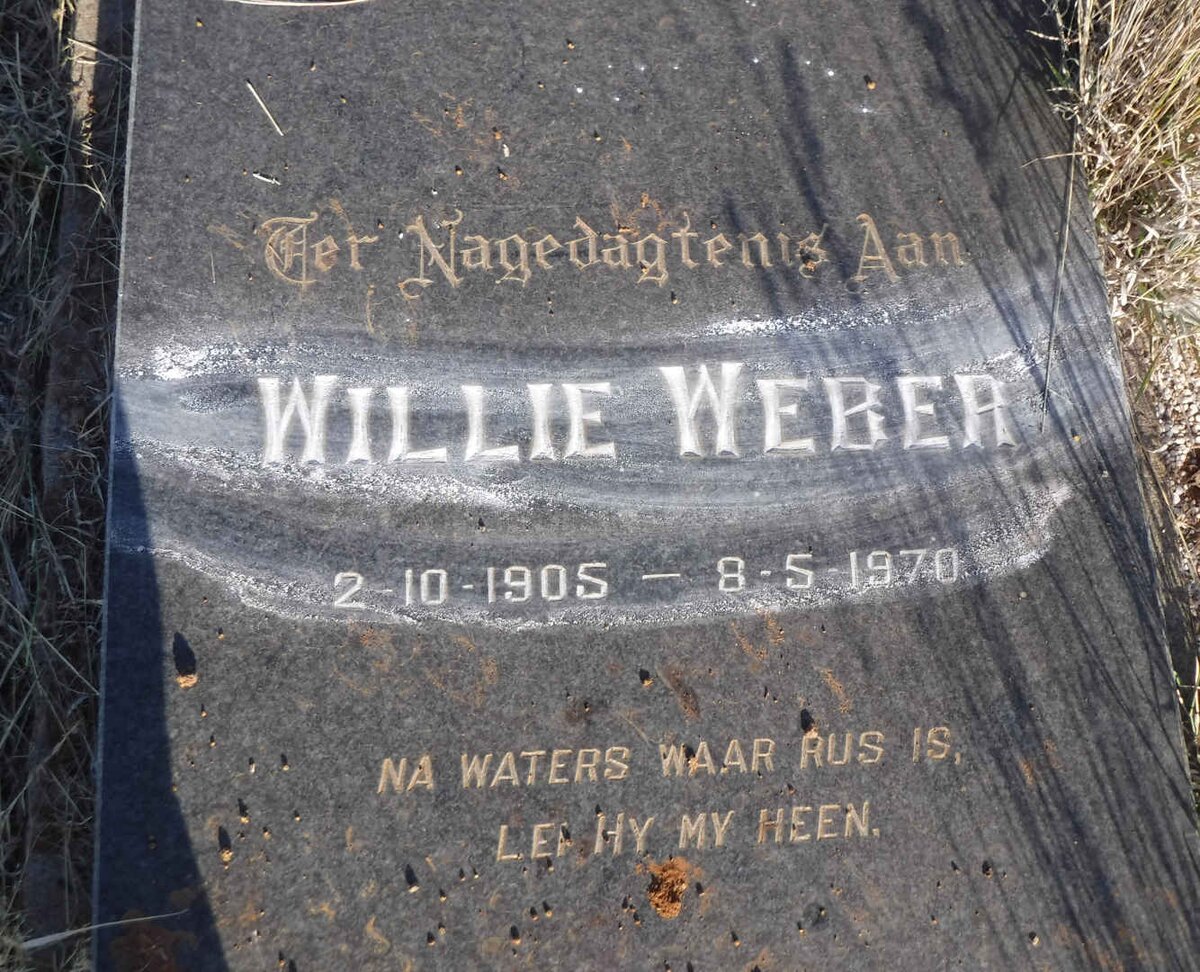 Ter Nagedagtenis Aan
WILLIE WEBER
2-10-1905 — 8-5-1970
NA WATERS WAAR RUS IS,
LEI HY MY HEEN.